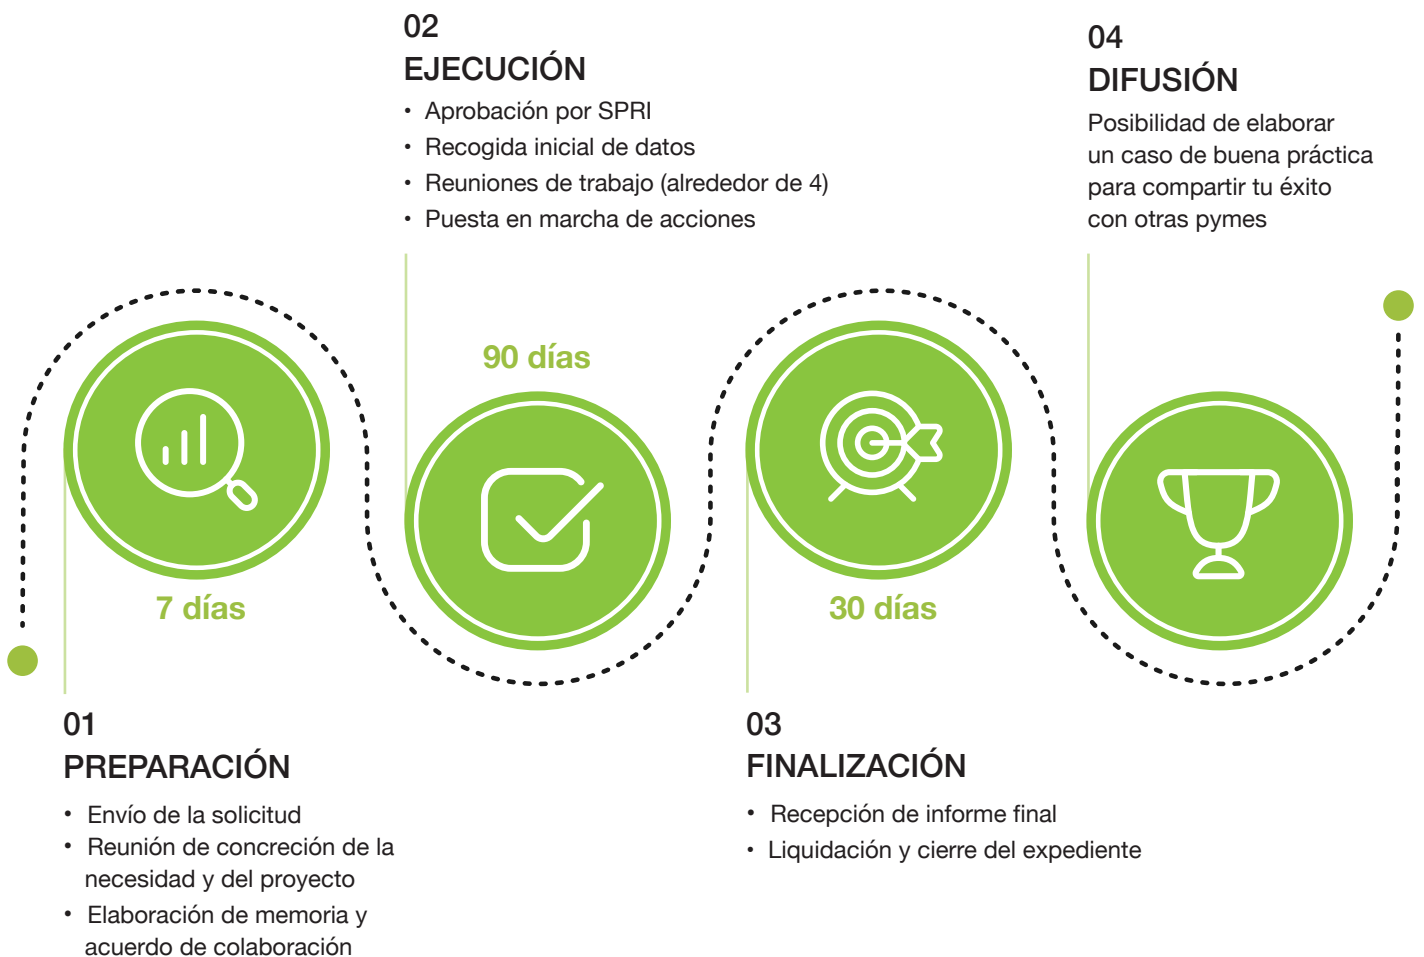 01
PREPARACIÓN
• Envío de la solicitud
• Reunión de concreción de la
necesidad y del proyecto
• Elaboración de memoria y
acuerdo de colaboración
7 días
02
EJECUCIÓN
• Aprobación por SPRI
• Recogida inicial de datos
• Reuniones de trabajo (alrededor de 4)
• Puesta en marcha de acciones
90 días
03
FINALIZACIÓN
• Recepción de informe final
• Liquidación y cierre del expediente
30 días
04
DIFUSIÓN
Posibilidad de elaborar
un caso de buena práctica
para compartir tu éxito
con otras pymes